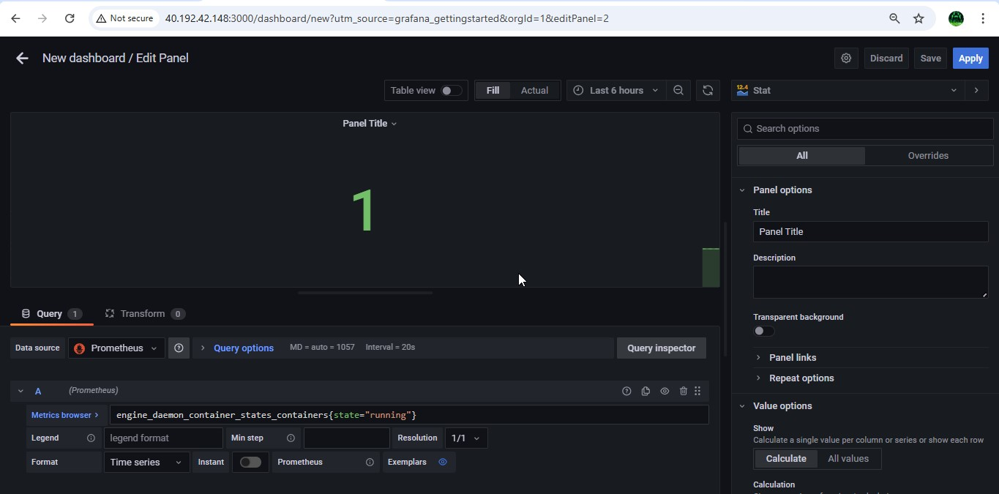 Not secure 40.192.42.148:3000/dashboard/new?utm_source=grafana_gettingstarted&orgId=1&editPanel=2
New dashboard / Edit Panel
Discard Save Apply
Table view Fill Actual Last 6 hours
12.4 Stat
Panel Title
1
Search options
All Overrides
Panel options
Title
Panel Title
Description
Transparent background
Panel links
Repeat options
Value options
Show
Calculate a single value per column or series or show each row
Calculate All values
Calculation
Query 1 Transform 0
Data source Prometheus Query options MD = auto = 1057 Interval = 20s Query inspector
A (Prometheus)
Metrics browser > engine_daemon_container_states_containers{state="running"}
Legend legend format Min step Resolution 1/1
Format Time series Instant Prometheus Exemplars